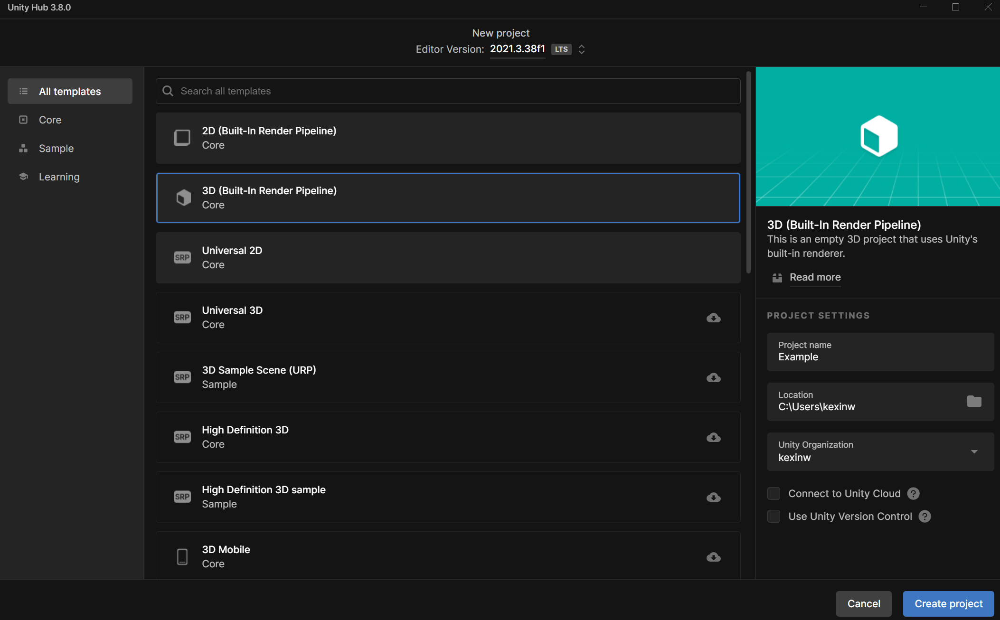 Unity Hub 3.8.0
New project
Editor Version: 2021.3.38f1 LTS
All templates
Core
Sample
Learning
Search all templates
2D (Built-In Render Pipeline)
Core
3D (Built-In Render Pipeline)
Core
SRP
Universal 2D
Core
SRP
Universal 3D
Core
SRP
3D Sample Scene (URP)
Sample
SRP
High Definition 3D
Core
SRP
High Definition 3D sample
Sample
3D Mobile
Core
3D (Built-In Render Pipeline)
This is an empty 3D project that uses Unity's
built-in renderer.
Read more
PROJECT SETTINGS
Project name
Example
Location
C:\Users\kexinw
Unity Organization
kexinw
Connect to Unity Cloud ?
Use Unity Version Control ?
Cancel
Create project